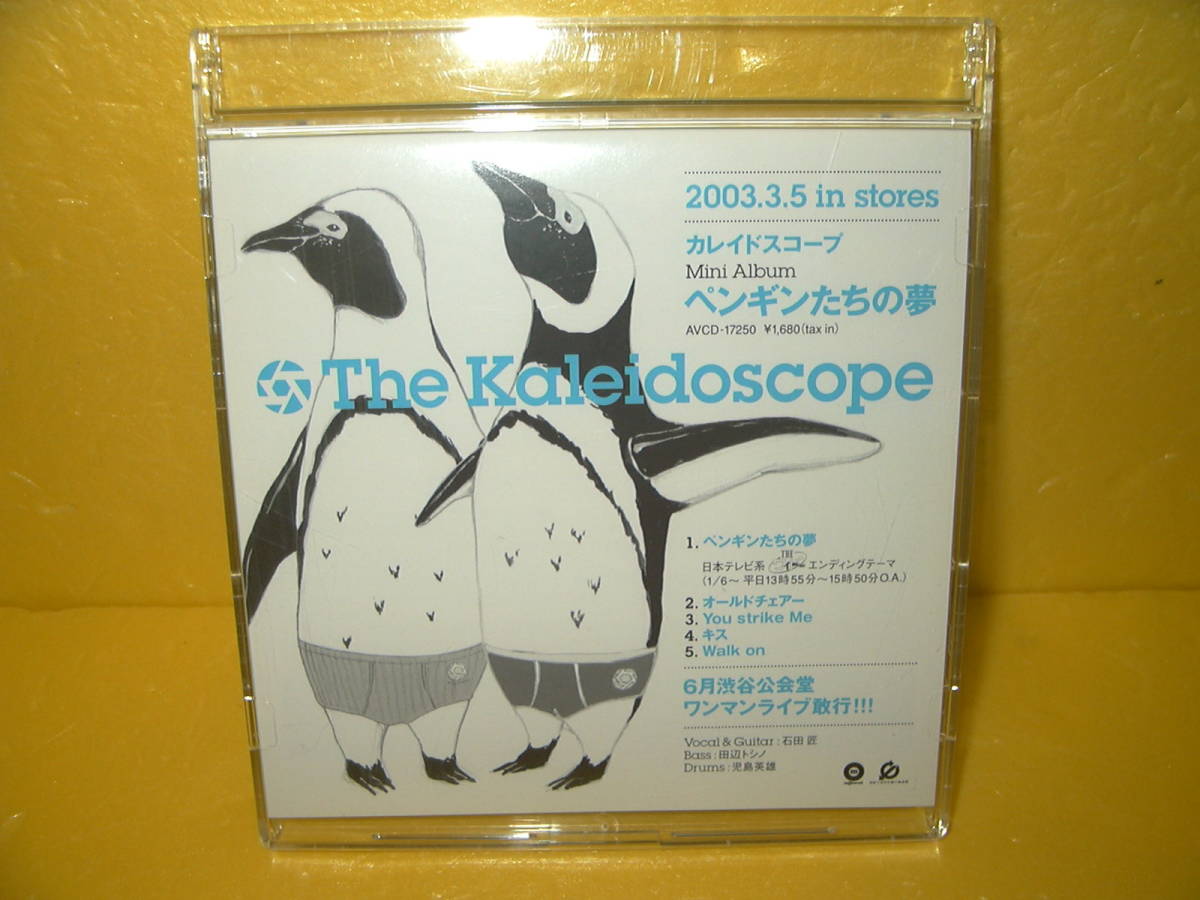 2003.3.5 in stores
カレイドスコープ
Mini Album
ペンギンたちの夢
AVCD-17250 ¥1,680(tax in)
The Kaleidoscope
1. ペンギンたちの夢
日本テレビ系 THE イラー エンディングテーマ
(1/6〜 平日13時55分〜15時50分O.A.)
2. オールドチェアー
3. You strike Me
4. キス
5. Walk on
6月渋谷公会堂
ワンマンライブ敢行!!!
Vocal & Guitar : 石田 匠
Bass : 田辺トシノ
Drums : 児島英雄